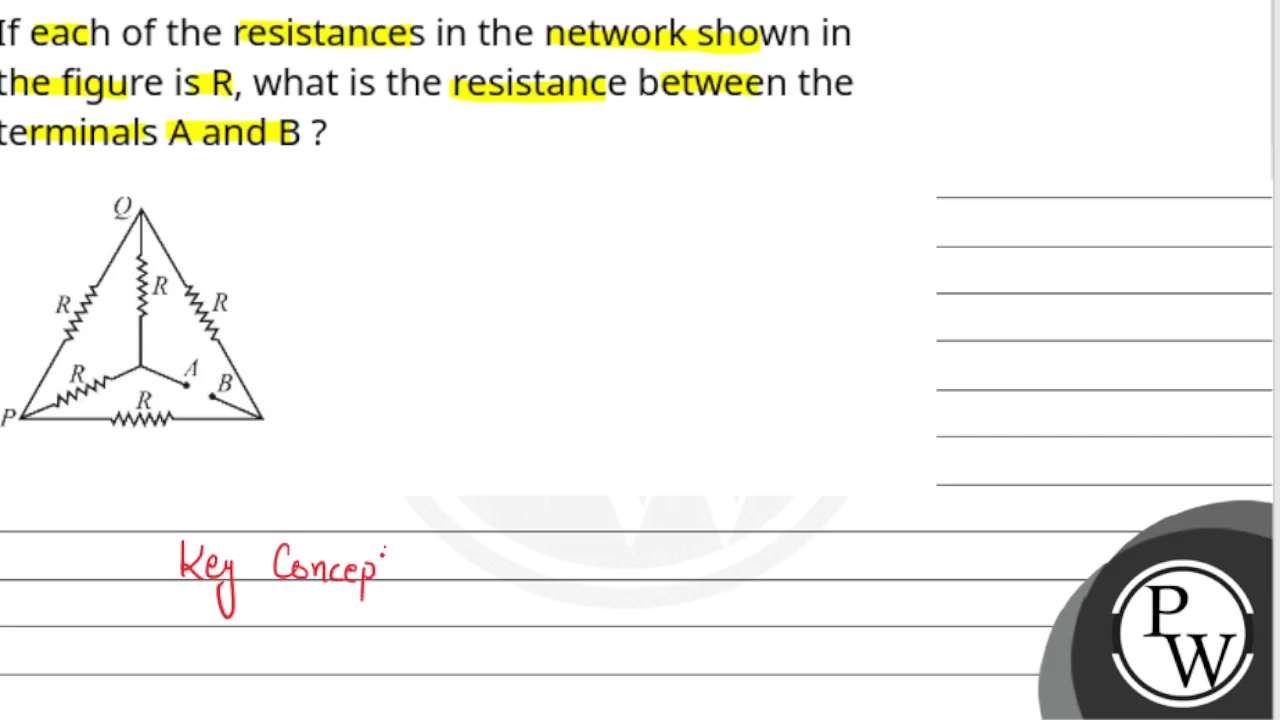 If each of the resistances in the network shown in
the figure is R, what is the resistance between the
terminals A and B ?
Q
R
R
R
R
A
B
R
P
Key Concep
P
W